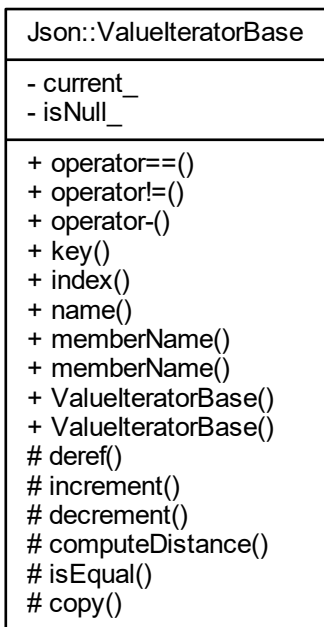 Json::ValueIteratorBase
- current_
- isNull_
+ operator==()
+ operator!=()
+ operator-()
+ key()
+ index()
+ name()
+ memberName()
+ memberName()
+ ValueIteratorBase()
+ ValueIteratorBase()
# deref()
# increment()
# decrement()
# computeDistance()
# isEqual()
# copy()